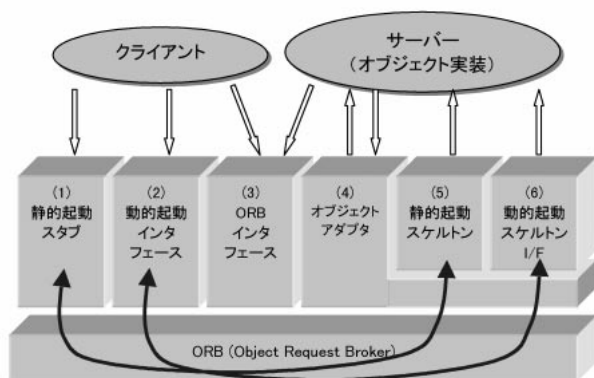 クライアント
サーバー
(オブジェクト実装)
(1)
静的起動
スタブ
(2)
動的起動
インタ
フェース
(3)
ORB
インタ
フェース
(4)
オブジェクト
アダプタ
(5)
静的起動
スケルトン
(6)
動的起動
スケルトン
I/F
ORB (Object Request Broker)